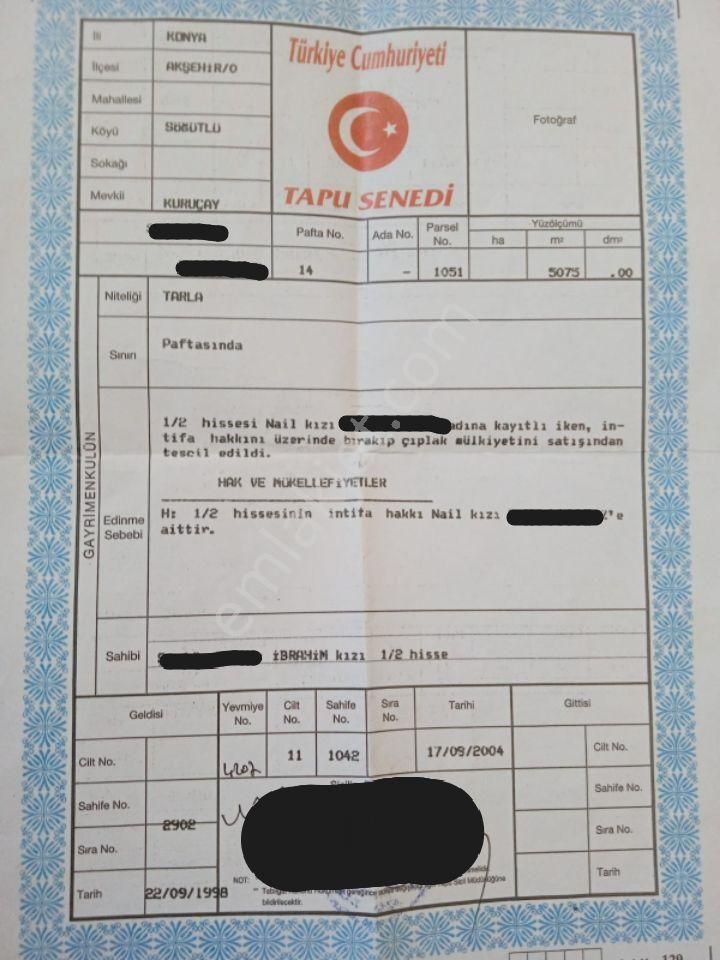 İli KONYA
İlçesi AKŞEHİR/O
Mahallesi
Köyü SÖĞÜTLÜ
Sokağı
Mevkii KURUÇAY
Türkiye Cumhuriyeti
TAPU SENEDİ
Fotoğraf
Pafta No. Ada No. Parsel No. Yüzölçümü
ha m² dm²
14 – 1051 5075 .00
GAYRİMENKULÜN
Niteliği TARLA
Sınırı Paftasında
Edinme Sebebi
1/2 hissesi Nail kızı adına kayıtlı iken, in-
tifa hakkını üzerinde bırakıp çıplak mülkiyetini satışından
tescil edildi.
HAK VE MÜKELLEFİYETLER
H: 1/2 hissesinin intifa hakkı Nail kızı 'e
aittir.
Sahibi İBRAHİM kızı 1/2 hisse
Geldisi Yevmiye No. Cilt No. Sahife No. Sıra No. Tarihi Gittisi
Cilt No. 4202 11 1042 17/09/2004 Cilt No.
Sahife No. Sahife No.
2902
Sıra No. Sıra No.
Tarih 22/09/1998 Tarih
NOT:
bildirilecektir.
emlakjet.com